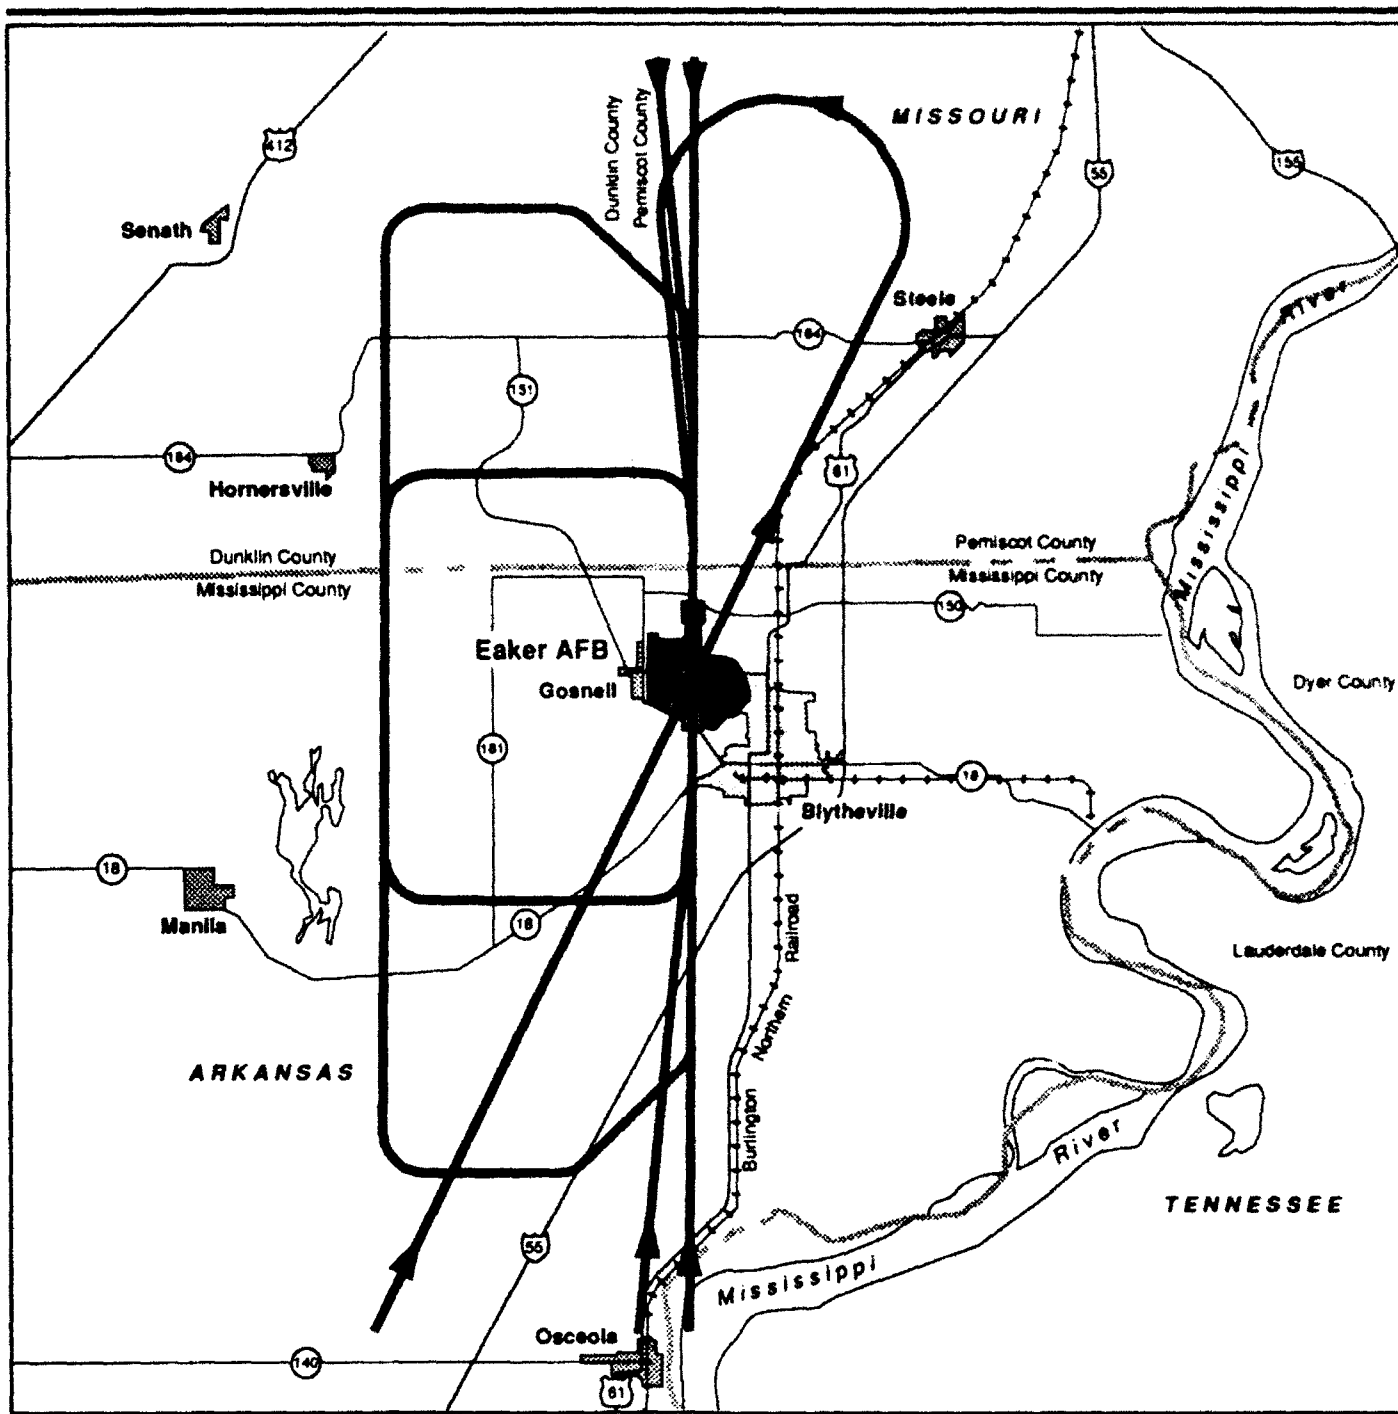 Dunklin County
Pemiscot County
MISSOURI
412
55
155
Senath
Steele
River
164
151
164
Hornersville
61
Mississippi
Dunklin County
Mississippi County
Pemiscot County
Mississippi County
150
Eaker AFB
Gosnell
Dyer County
181
18
Blytheville
18
Manila
18
Railroad
Lauderdale County
Northern
ARKANSAS
Burlington
River
TENNESSEE
55
Mississippi
Osceola
140
61